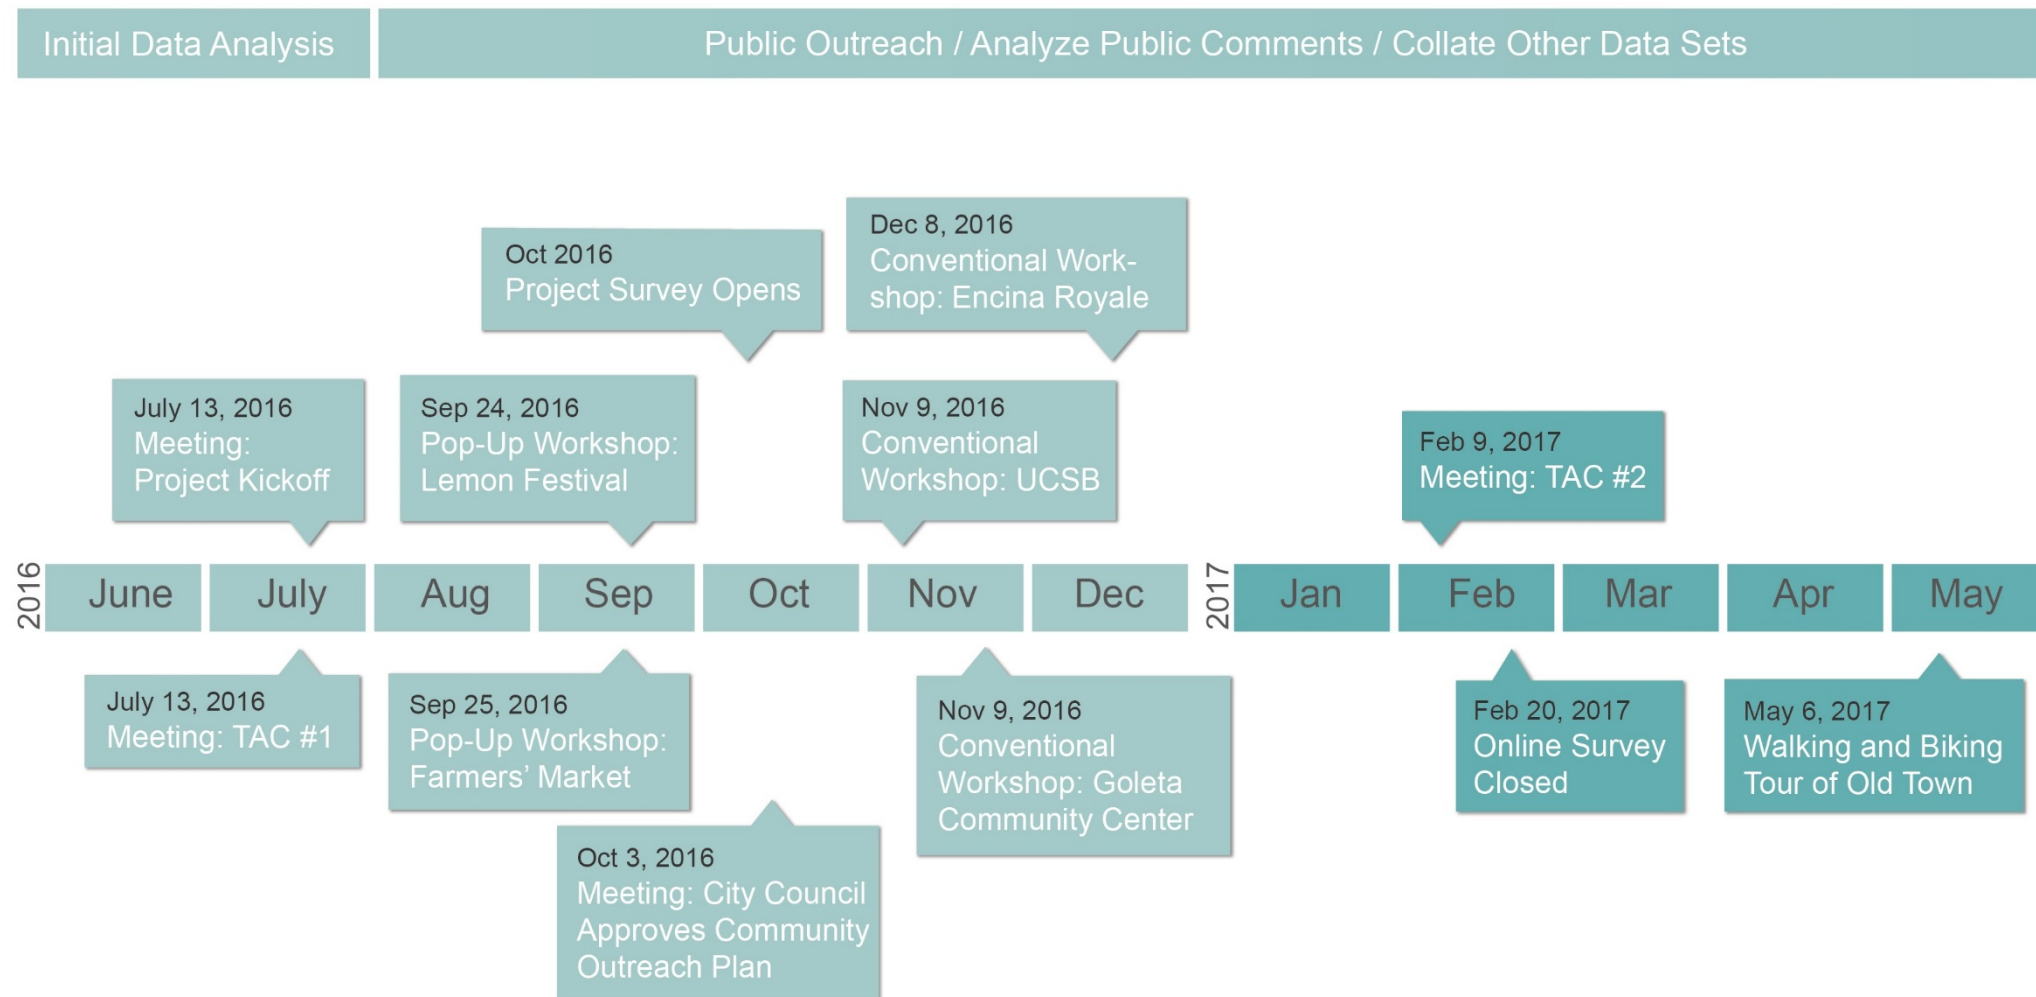 Initial Data Analysis
Public Outreach / Analyze Public Comments / Collate Other Data Sets
Dec 8, 2016
Conventional Work-
shop: Encina Royale
Oct 2016
Project Survey Opens
July 13, 2016
Meeting:
Project Kickoff
Sep 24, 2016
Pop-Up Workshop:
Lemon Festival
Nov 9, 2016
Conventional
Workshop: UCSB
Feb 9, 2017
Meeting: TAC #2
2016
June
July
Aug
Sep
Oct
Nov
Dec
2017
Jan
Feb
Mar
Apr
May
July 13, 2016
Meeting: TAC #1
Sep 25, 2016
Pop-Up Workshop:
Farmers’ Market
Nov 9, 2016
Conventional
Workshop: Goleta
Community Center
Feb 20, 2017
Online Survey
Closed
May 6, 2017
Walking and Biking
Tour of Old Town
Oct 3, 2016
Meeting: City Council
Approves Community
Outreach Plan